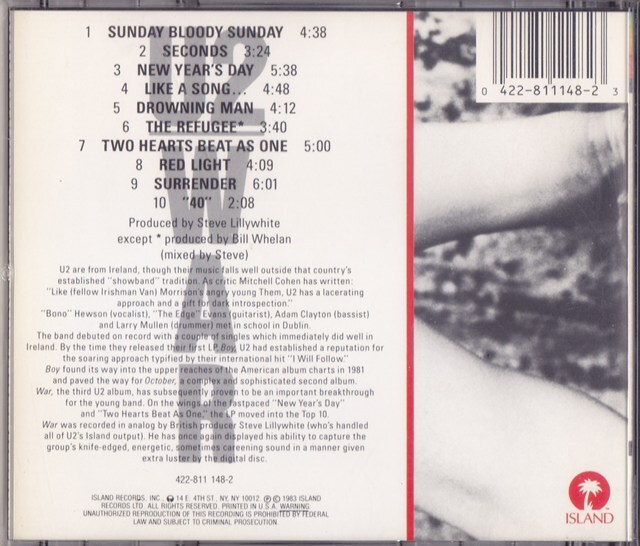 1 SUNDAY BLOODY SUNDAY 4:38
2 SECONDS 3:24
3 NEW YEAR'S DAY 5:38
4 LIKE A SONG... 4:48
5 DROWNING MAN 4:12
6 THE REFUGEE* 3:40
7 TWO HEARTS BEAT AS ONE 5:00
8 RED LIGHT 4:09
9 SURRENDER 6:01
10 "40" 2:08
U2
WAR
Produced by Steve Lillywhite
except * produced by Bill Whelan
(mixed by Steve)
U2 are from Ireland, though their music falls well outside that country's
established "showband" tradition. As critic Mitchell Cohen has written:
"Like (fellow Irishman Van) Morrison's angry young Them, U2 has a lacerating
approach and a gift for dark introspection."
"Bono" Hewson (vocalist), "The Edge" Evans (guitarist), Adam Clayton (bassist)
and Larry Mullen (drummer) met in school in Dublin.
The band debuted on record with a couple of singles which immediately did well in
Ireland. By the time they released their first LP Boy, U2 had established a reputation for
the soaring approach typified by their international hit "I Will Follow."
Boy found its way into the upper reaches of the American album charts in 1981
and paved the way for October, a complex, sophisticated second album.
War, the third U2 album, has subsequently proven to be an important breakthrough
for the young band. On the wings of the fastpaced "New Year's Day"
and "Two Hearts Beat As One," the LP moved into the Top 10.
War was recorded in analog by British producer Steve Lillywhite (who's handled
all of U2's Island output). He has once again displayed his ability to capture the
group's knife-edged, energetic, sometimes careening sound in a manner given
extra luster by the digital disc.
422-811 148-2
ISLAND RECORDS, INC., 14 E. 4TH ST., NY, NY 10012. ℗ © 1983 ISLAND
RECORDS LTD. ALL RIGHTS RESERVED. PRINTED IN U.S.A. WARNING:
UNAUTHORIZED REPRODUCTION OF THIS RECORDING IS PROHIBITED BY FEDERAL
LAW AND SUBJECT TO CRIMINAL PROSECUTION.
0 422-811148-2 3
ISLAND